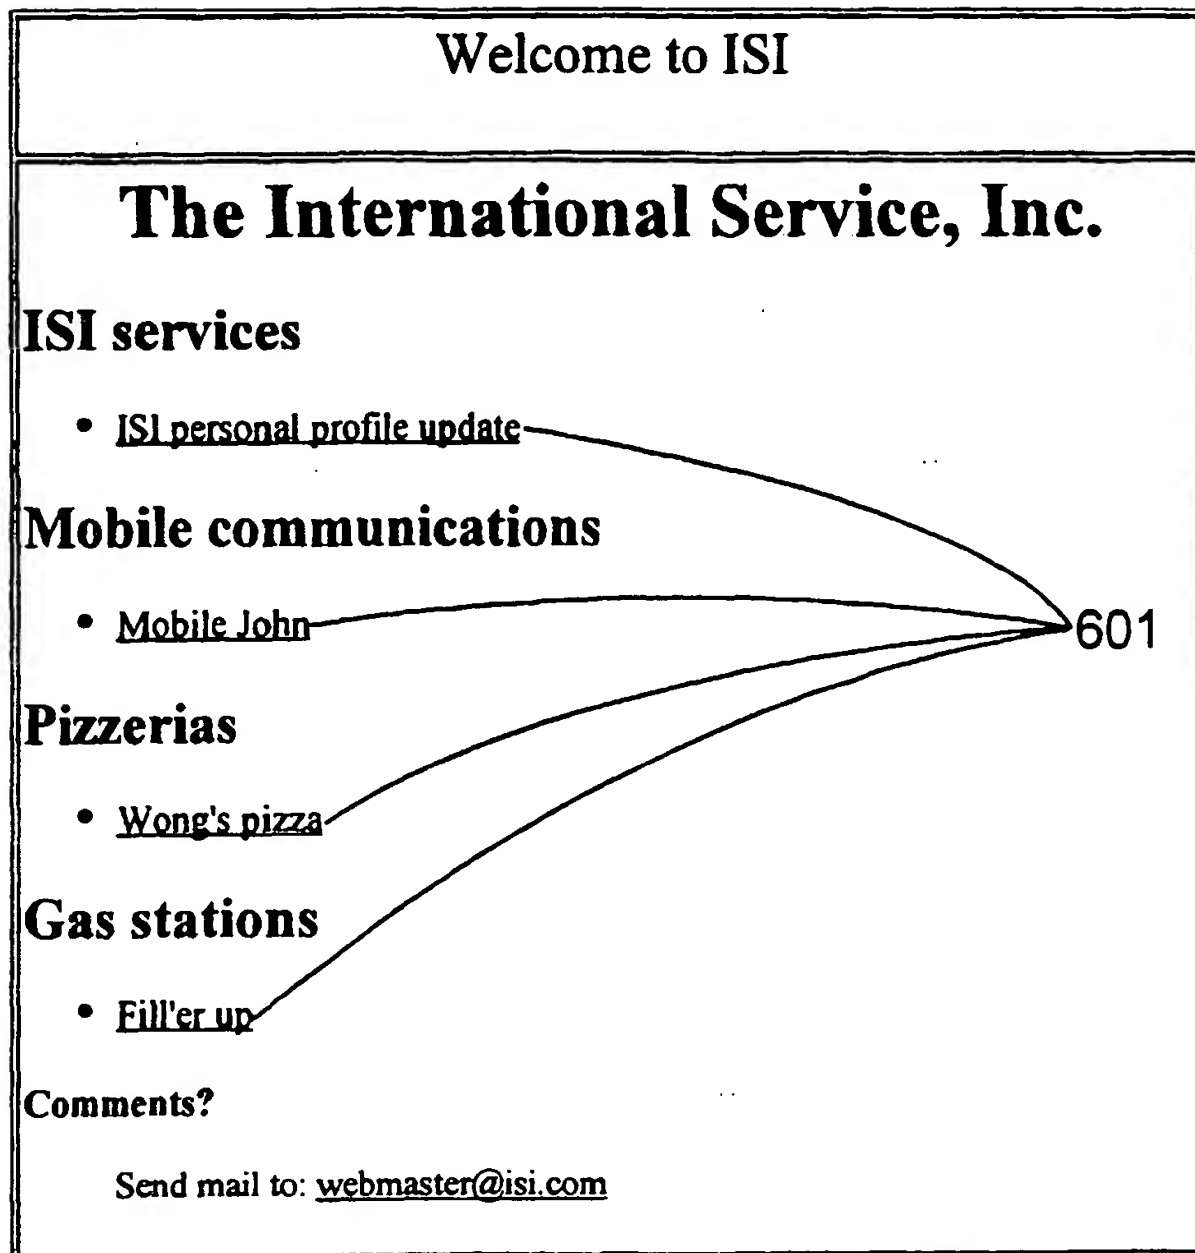 Welcome to ISI
The International Service, Inc.
ISI services
• ISI personal profile update
Mobile communications
• Mobile John
601
Pizzerias
• Wong's pizza
Gas stations
• Fill'er up
Comments?
Send mail to: webmaster@isi.com